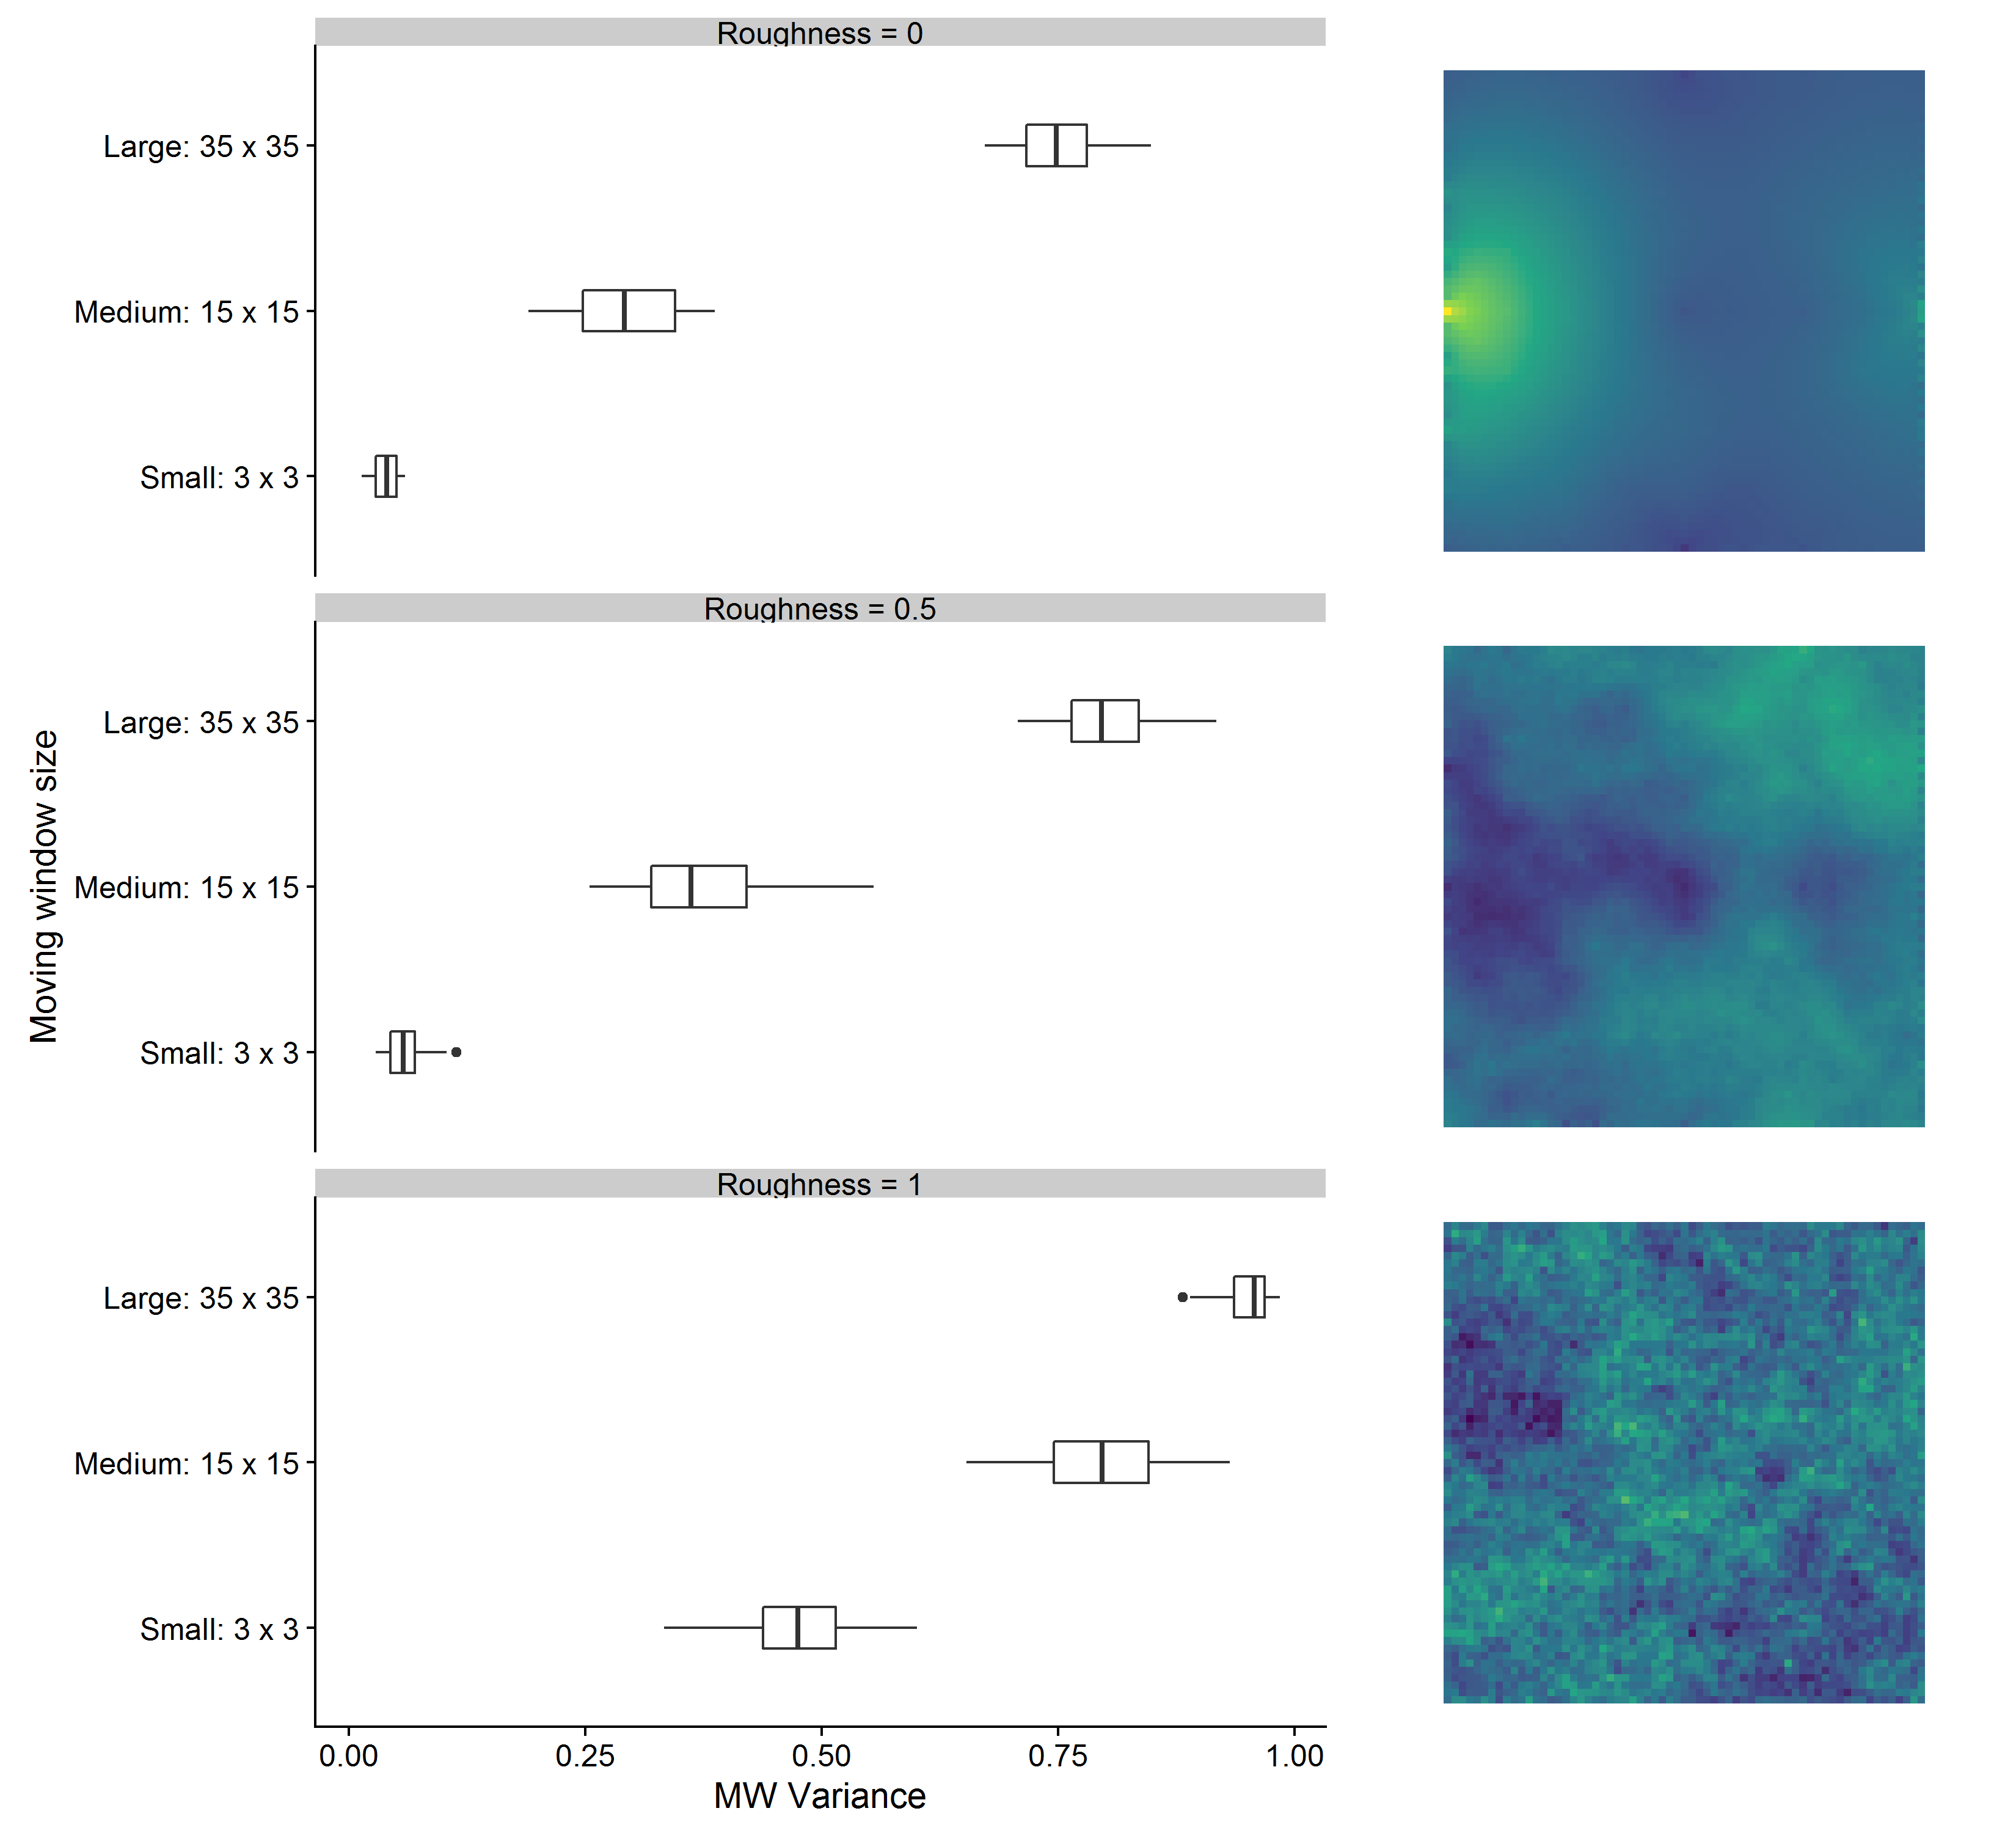 Roughness = 0
Large: 35 x 35
Medium: 15 x 15
Small: 3 x 3
Roughness = 0.5
Moving window size
Large: 35 x 35
Medium: 15 x 15
Small: 3 x 3
Roughness = 1
Large: 35 x 35
Medium: 15 x 15
Small: 3 x 3
0.00 0.25 0.50 0.75 1.00
MW Variance